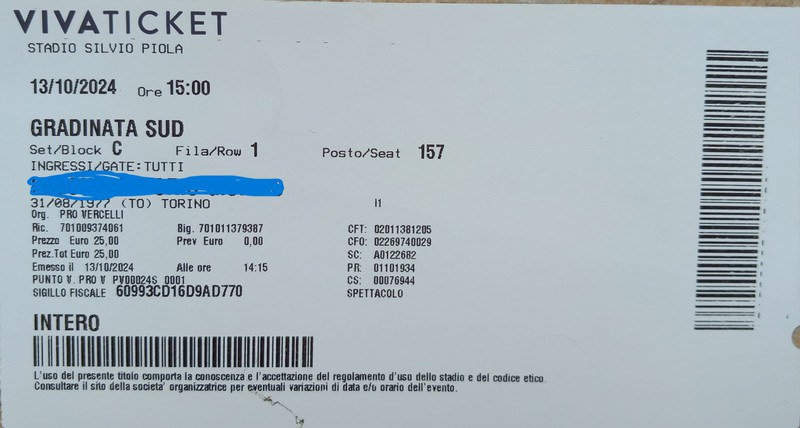 VIVATICKET
STADIO SILVIO PIOLA
13/10/2024 Ore 15:00
GRADINATA SUD
Set/Block C Fila/Row 1 Posto/Seat 157
INGRESSI/GATE:TUTTI
31/08/1977 (TO) TORINO I1
Org. PRO VERCELLI
Ric. 701009374061 Big. 701011379387 CFT: 02011381205
Prezzo Euro 25,00 Prev Euro 0,00 CFO: 02269740029
Prez.Tot Euro 25,00 SC: A0122682
Emesso il 13/10/2024 Alle ore 14:15 PR: 01101934
PUNTO V. PRO V PV00024S 0001 CS: 00076944
SIGILLO FISCALE 60993CD16D9AD770 SPETTACOLO
INTERO
L'uso del presente titolo comporta la conoscenza e l'accettazione del regolamento d'uso dello stadio e del codice etico.
Consultare il sito della societa' organizzatrice per eventuali variazioni di data e/o orario dell'evento.